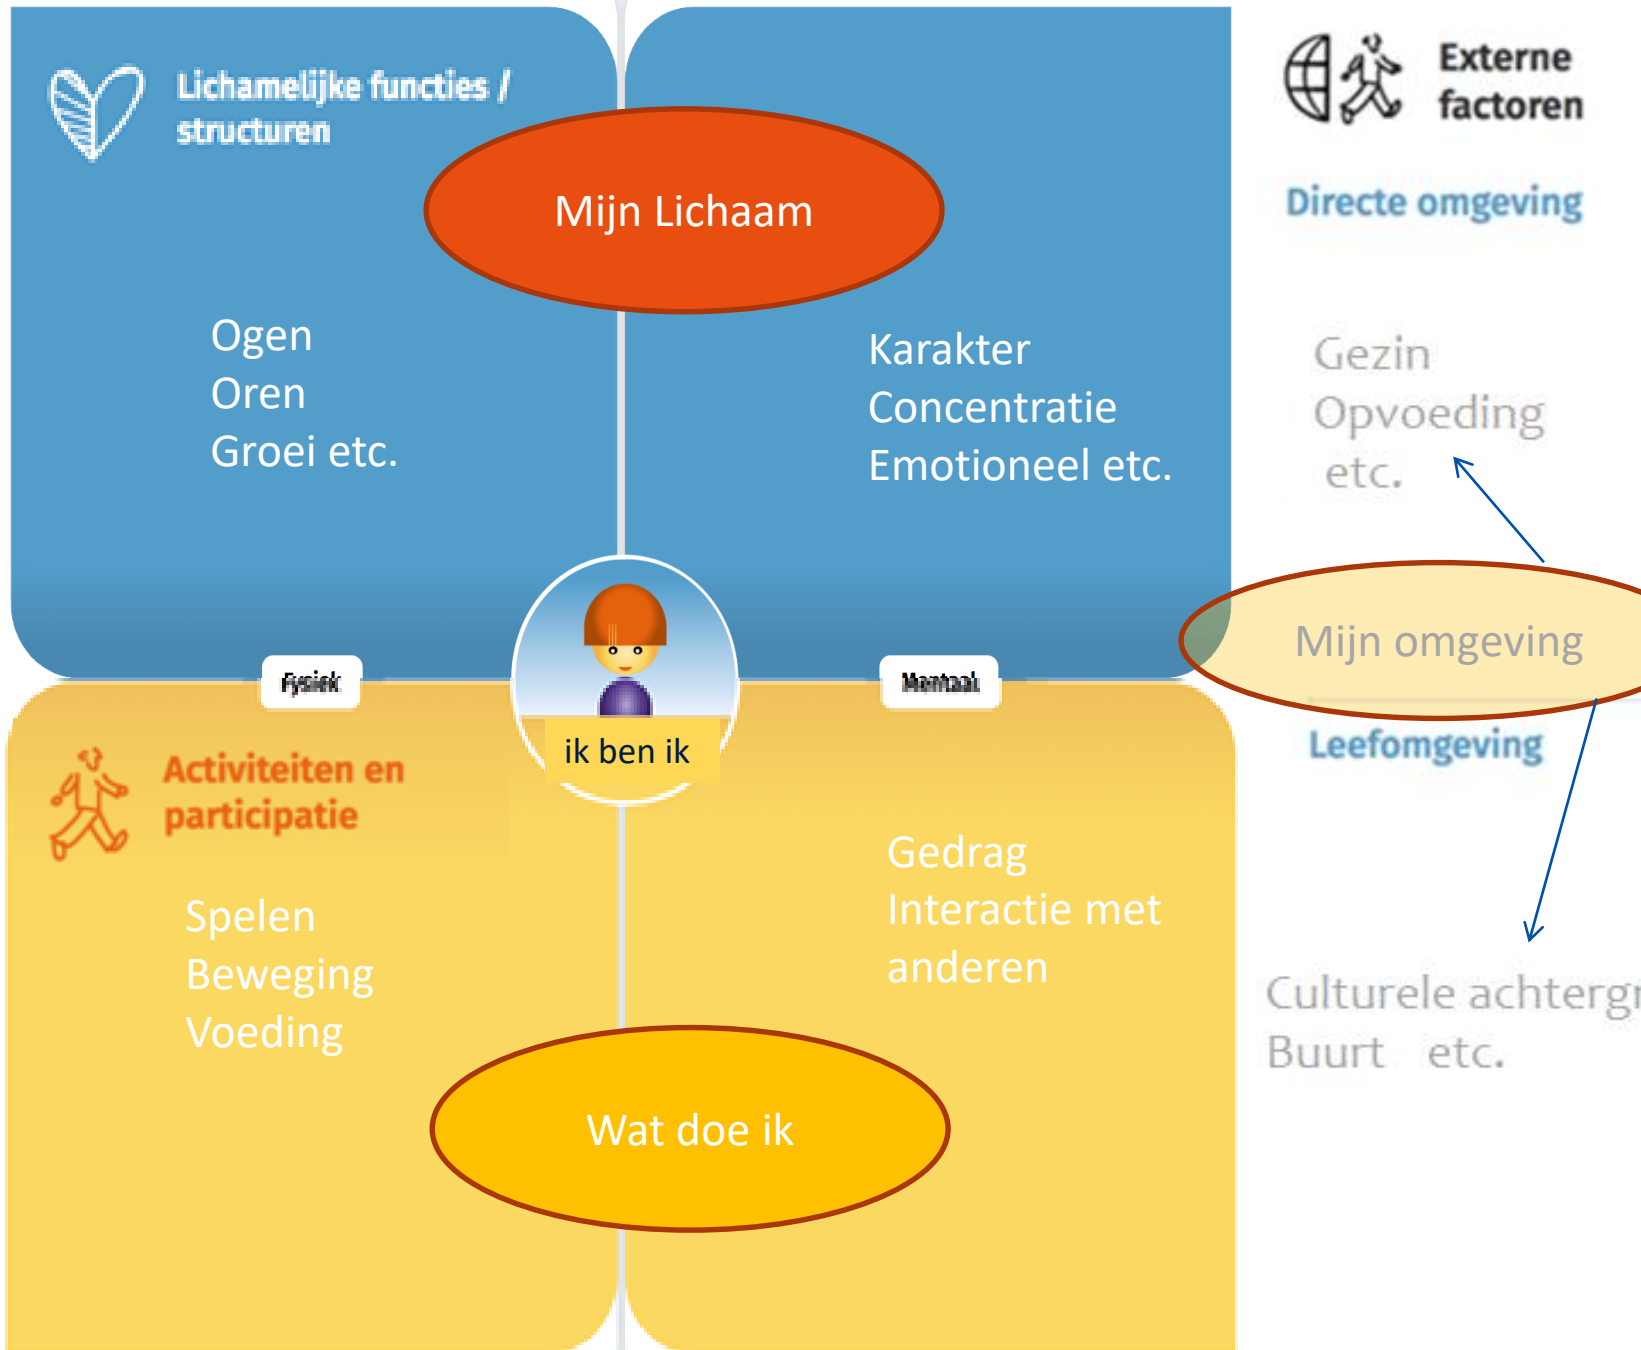 Lichamelijke functies /
structuren
Mijn Lichaam
Ogen
Oren
Groei etc.
Karakter
Concentratie
Emotioneel etc.
Fysiek
Mentaal
ik ben ik
Activiteiten en
participatie
Spelen
Beweging
Voeding
Gedrag
Interactie met
anderen
Wat doe ik
Externe
factoren
Directe omgeving
Gezin
Opvoeding
etc.
Mijn omgeving
Leefomgeving
Culturele
Buurt etc.